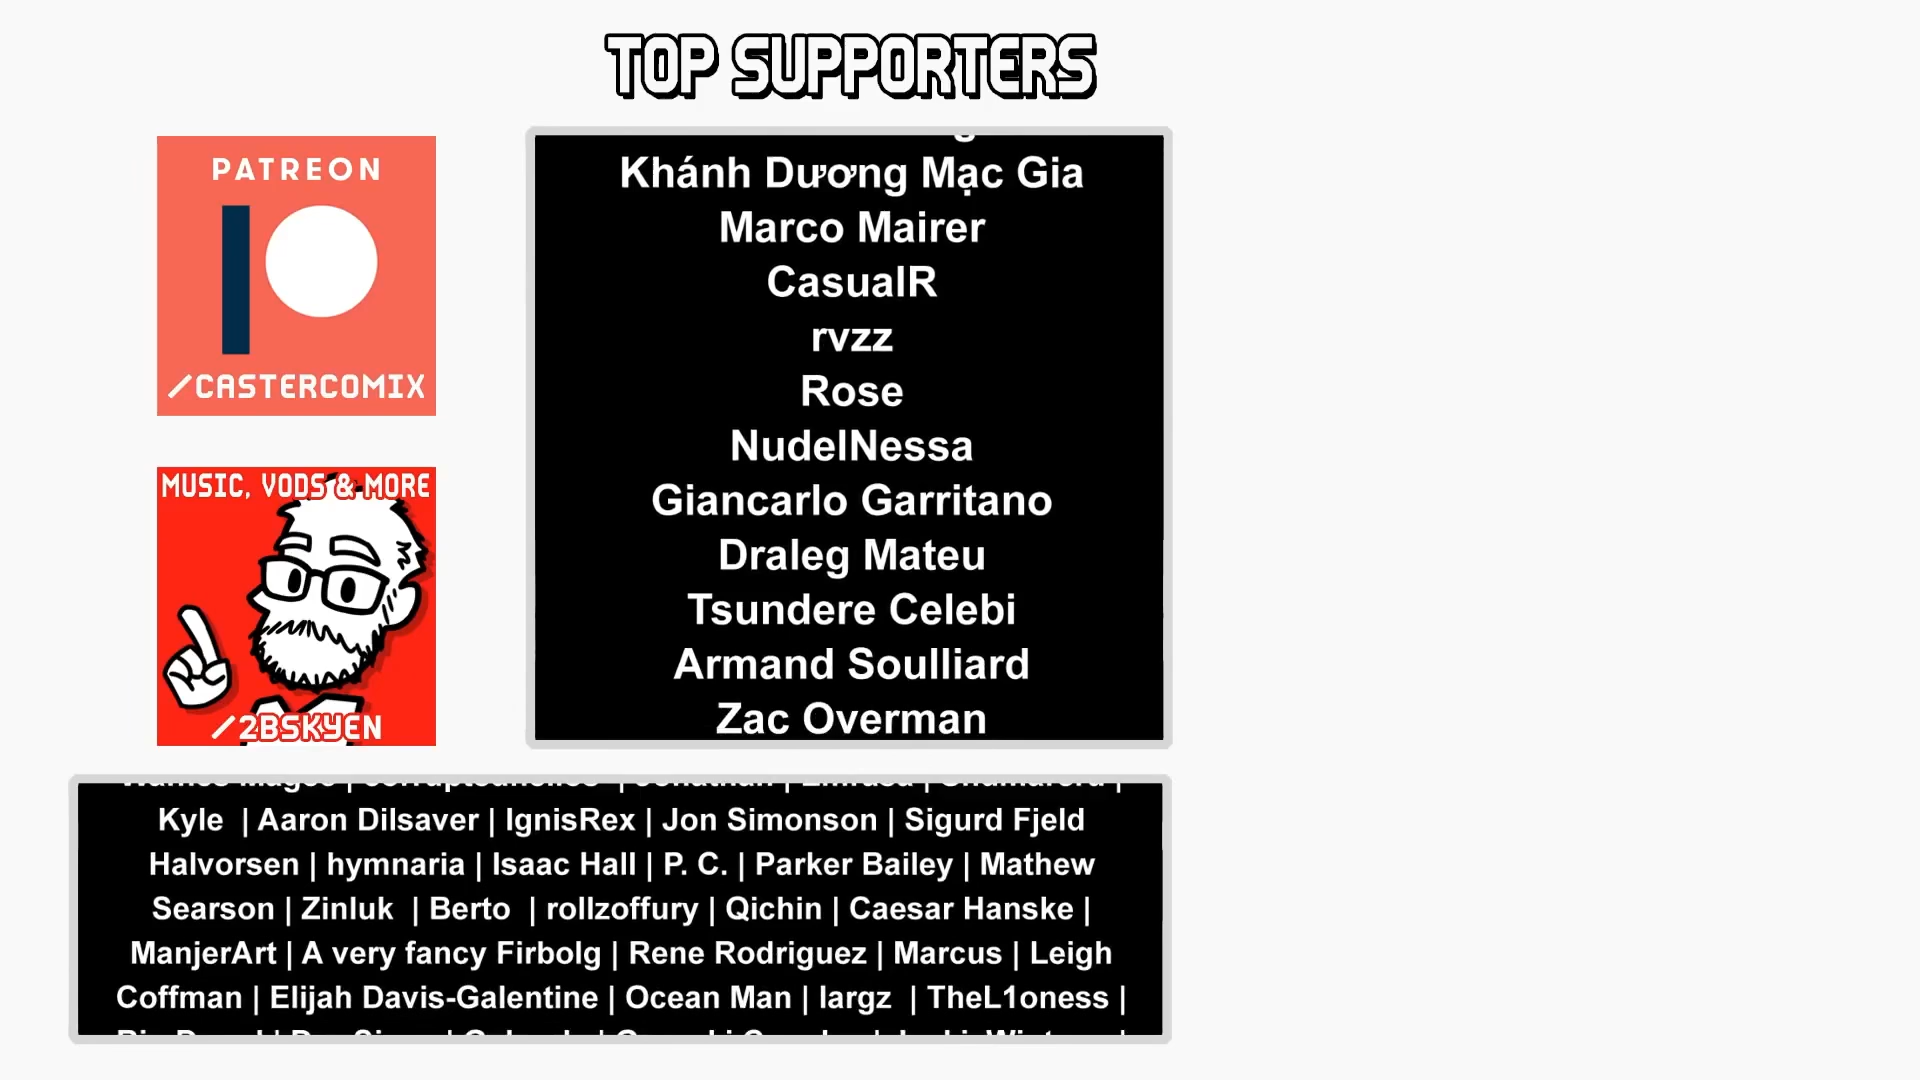 TOP SUPPORTERS
PATREON
/CASTERCOMIX
MUSIC, VODS & MORE
/2BSKYEN
Khánh Dương Mạc Gia
Marco Mairer
CasualR
rvzz
Rose
NudelNessa
Giancarlo Garritano
Draleg Mateu
Tsundere Celebi
Armand Soulliard
Zac Overman
Kyle | Aaron Dilsaver | IgnisRex | Jon Simonson | Sigurd Fjeld
Halvorsen | hymnaria | Isaac Hall | P. C. | Parker Bailey | Mathew
Searson | Zinluk | Berto | rollzoffury | Qichin | Caesar Hanske |
ManjerArt | A very fancy Firbolg | Rene Rodriguez | Marcus | Leigh
Coffman | Elijah Davis-Galentine | Ocean Man | largz | TheL1oness |